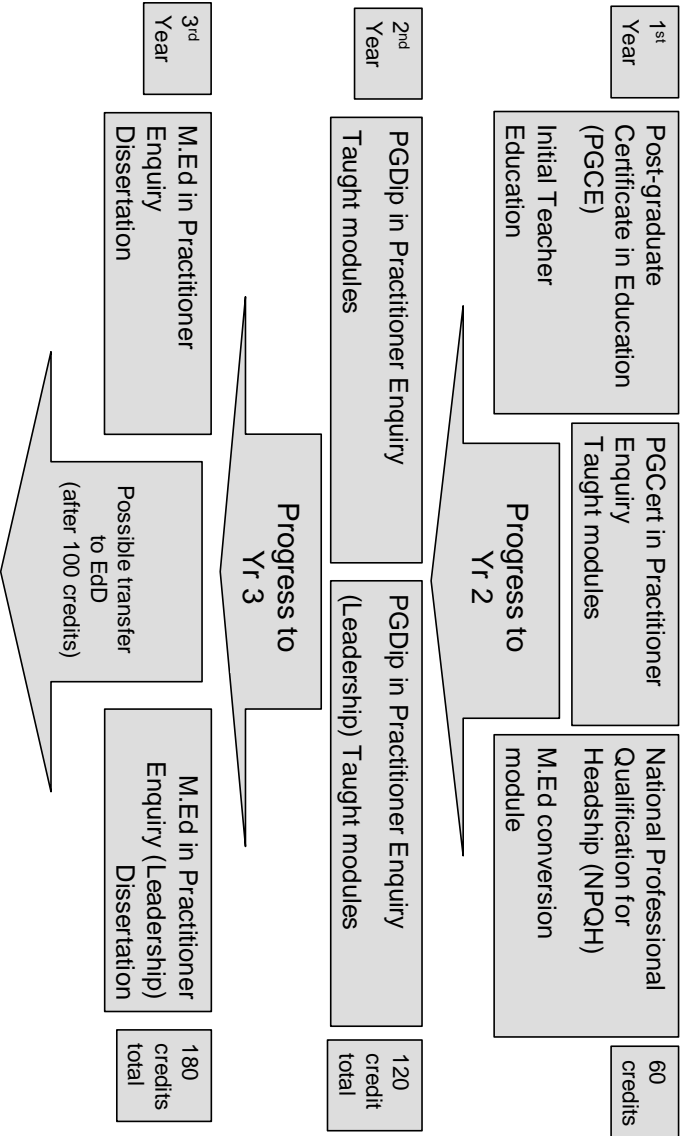 1st
Year
Post-graduate
Certificate in Education
(PGCE)
Initial Teacher
Education
PGCert in Practitioner
Enquiry
Taught modules
National Professional
Qualification for
Headship (NPQH)
M.Ed conversion
module
60
credits
Progress to
Yr 2
2nd
Year
PGDip in Practitioner Enquiry
Taught modules
PGDip in Practitioner Enquiry
(Leadership) Taught modules
120
credit
total
Progress to
Yr 3
3rd
Year
M.Ed in Practitioner
Enquiry
Dissertation
Possible transfer
to EdD
(after 100 credits)
M.Ed in Practitioner
Enquiry (Leadership)
Dissertation
180
credits
total